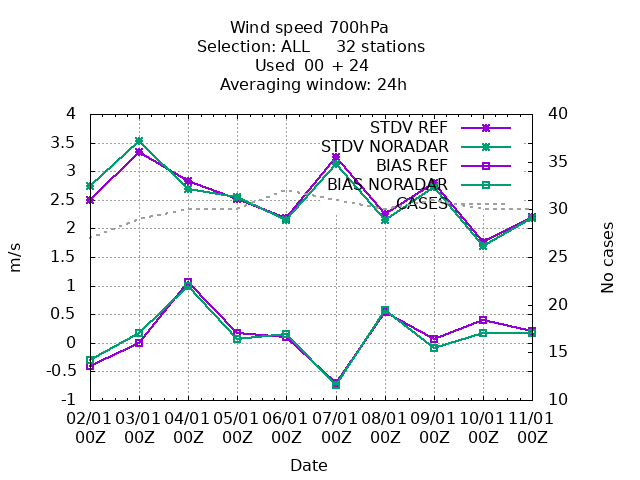 Wind speed 700hPa
Selection: ALL 32 stations
Used 00 + 24
Averaging window: 24h
4
3.5
3
2.5
2
1.5
1
0.5
0
-0.5
-1
m/s
40
35
30
25
20
15
10
No cases
STDV REF
STDV NORADAR
BIAS REF
BIAS NORADAR
CASES
02/01 03/01 04/01 05/01 06/01 07/01 08/01 09/01 10/01 11/01
00Z 00Z 00Z 00Z 00Z 00Z 00Z 00Z 00Z 00Z
Date